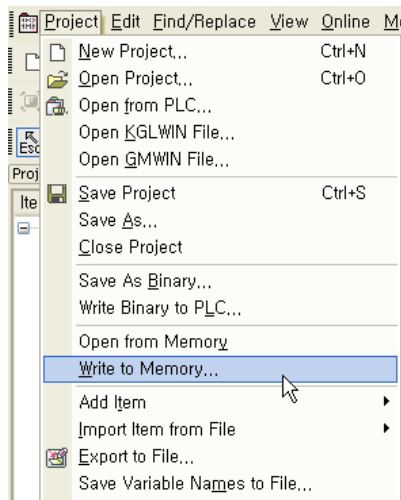 Project Edit Find/Replace View Online
New Project,,, Ctrl+N
Open Project,,, Ctrl+O
Open from PLC,,,
Open KGLWIN File,,,
Open GMWIN File,,,
Esc
Proj
Save Project Ctrl+S
Ite
Save As,,,
Close Project
Save As Binary,,,
Write Binary to PLC,,,
Open from Memory
Write to Memory,,,
Add Item
Import Item from File
Export to File,,,
Save Variable Names to File,,,